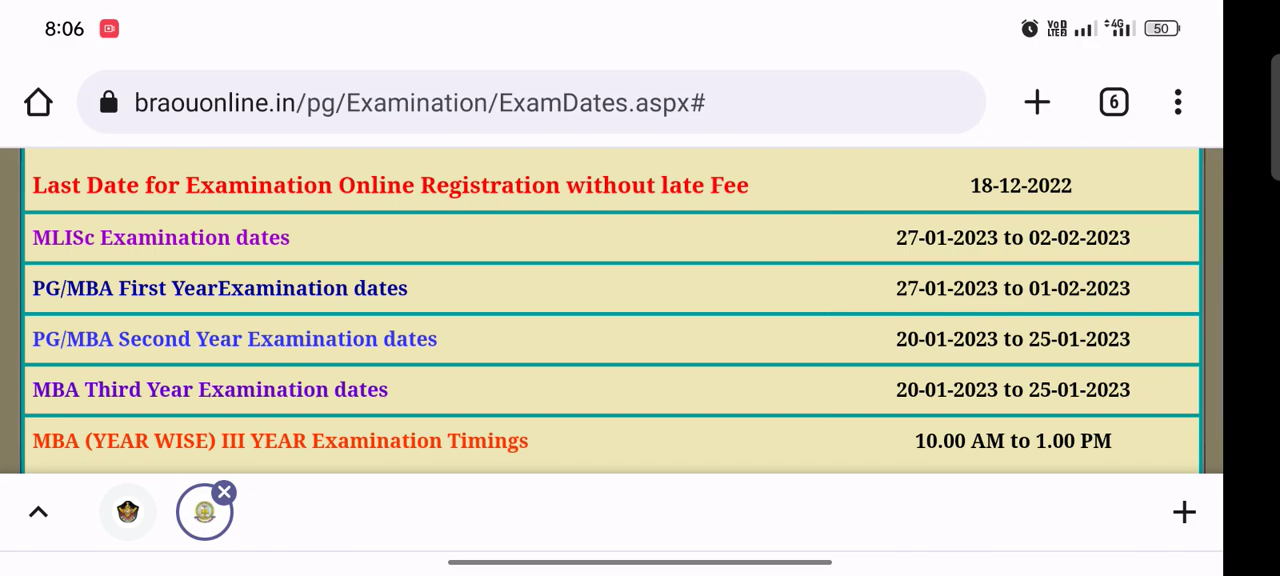 8:06 VoD LTE2 4G 50
braouonline.in/pg/Examination/ExamDates.aspx# 6
Last Date for Examination Online Registration without late Fee 18-12-2022
MLISc Examination dates 27-01-2023 to 02-02-2023
PG/MBA First YearExamination dates 27-01-2023 to 01-02-2023
PG/MBA Second Year Examination dates 20-01-2023 to 25-01-2023
MBA Third Year Examination dates 20-01-2023 to 25-01-2023
MBA (YEAR WISE) III YEAR Examination Timings 10.00 AM to 1.00 PM